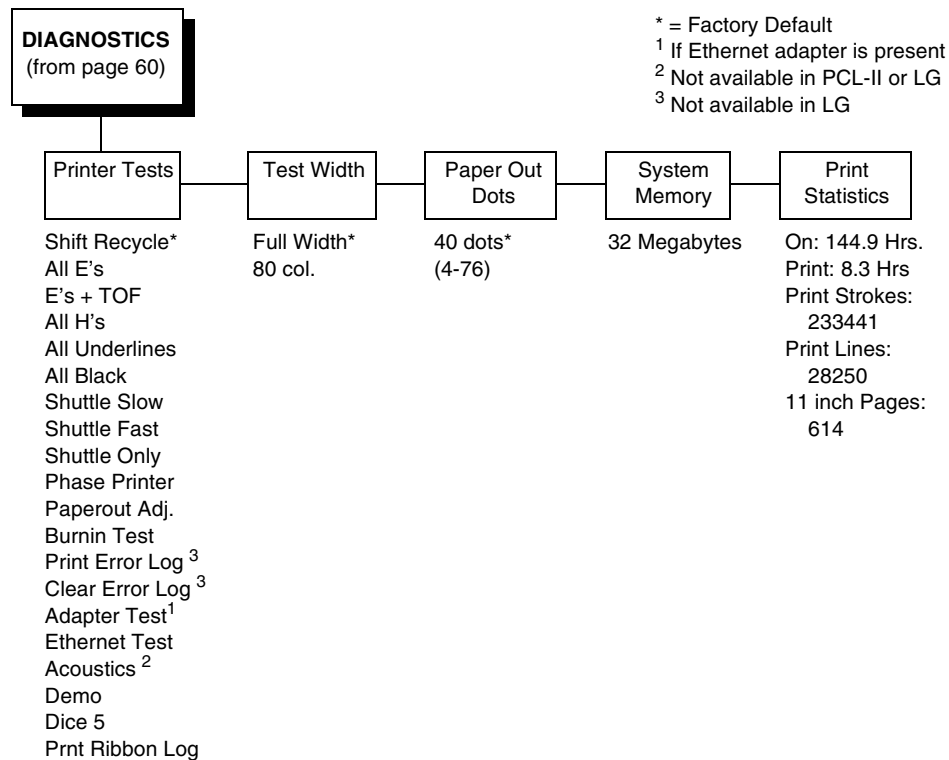 DIAGNOSTICS
(from page 60)
* = Factory Default
1 If Ethernet adapter is present
2 Not available in PCL-II or LG
3 Not available in LG
Printer Tests
Shift Recycle*
All E's
E's + TOF
All H's
All Underlines
All Black
Shuttle Slow
Shuttle Fast
Shuttle Only
Phase Printer
Paperout Adj.
Burnin Test
Print Error Log 3
Clear Error Log 3
Adapter Test1
Ethernet Test
Acoustics 2
Demo
Dice 5
Prnt Ribbon Log
Test Width
Full Width*
80 col.
Paper Out
Dots
40 dots*
(4-76)
System
Memory
32 Megabytes
Print
Statistics
On: 144.9 Hrs.
Print: 8.3 Hrs
Print Strokes:
233441
Print Lines:
28250
11 inch Pages:
614